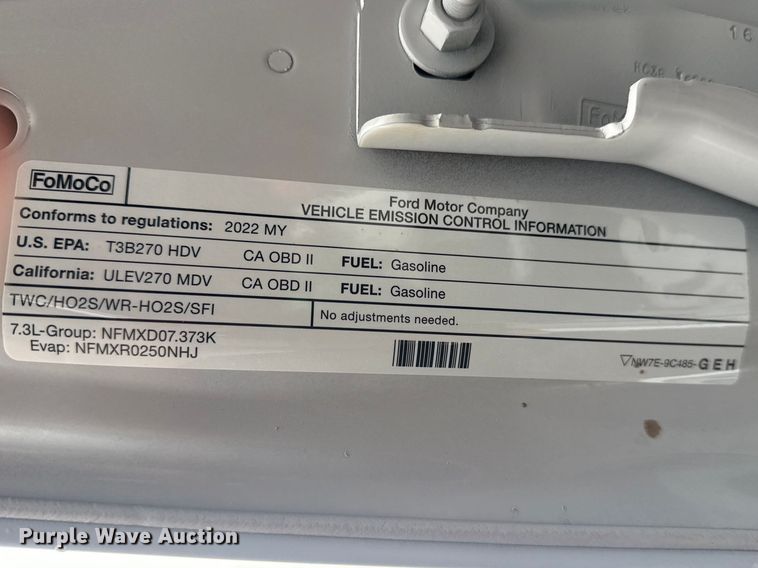 16
FoMoCo
Ford Motor Company
VEHICLE EMISSION CONTROL INFORMATION
Conforms to regulations: 2022 MY
U.S. EPA: T3B270 HDV CA OBD II FUEL: Gasoline
California: ULEV270 MDV CA OBD II FUEL: Gasoline
TWC/HO2S/WR-HO2S/SFI No adjustments needed.
7.3L-Group: NFMXD07.373K
Evap: NFMXR0250NHJ
NW7E-9C485-GEH
Purple Wave Auction